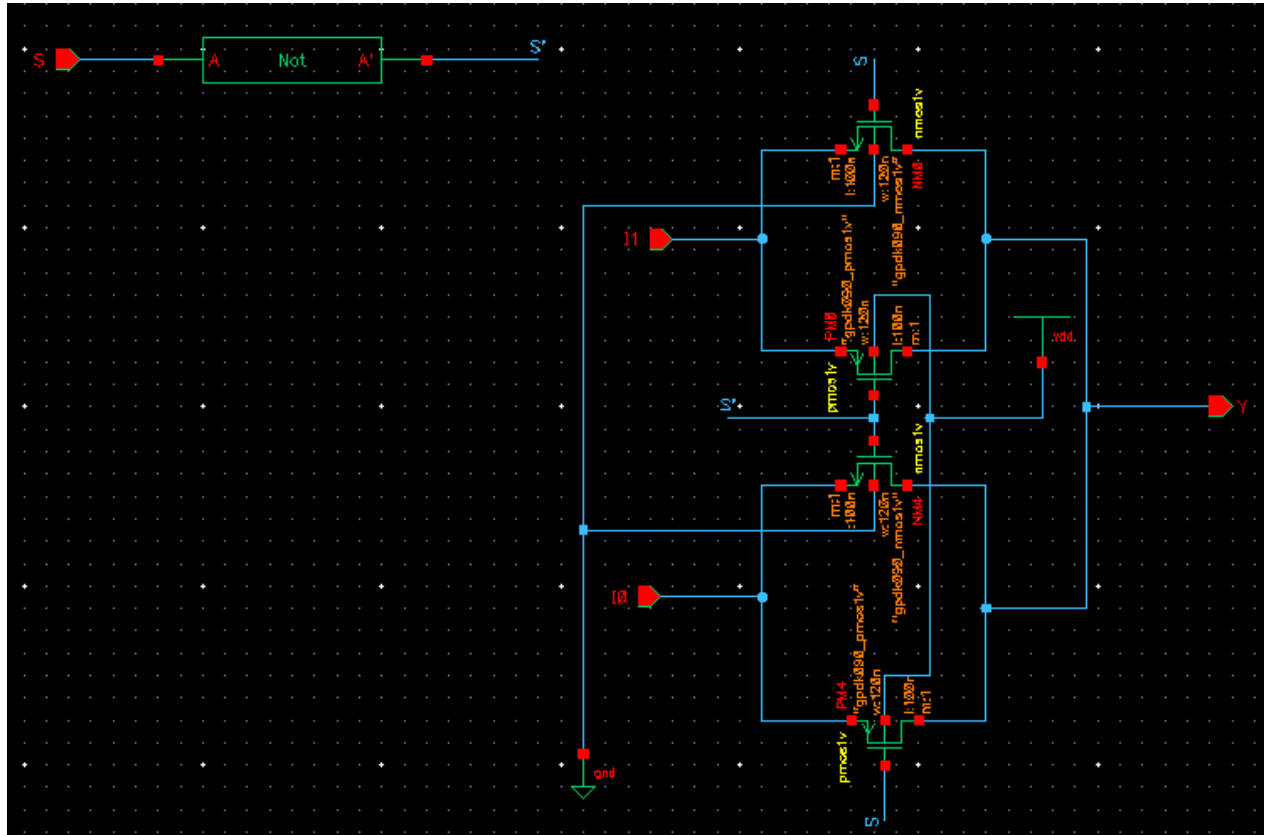 S
A
Not
A'
S'
S
nmos1v
m:1
l:100n
w:120n
"gpdk090_nmos1v"
NM0
I1
PM0
"gpdk090_pmos1v"
w:120n
l:100n
m:1
pmos1v
vdd
S'
Y
nmos1v
m:1
:100n
w:120n
"gpdk090_nmos1v"
NM4
I0
PM4
"gpdk090_pmos1v"
w:120n
l:100n
m:1
pmos1v
gnd
S